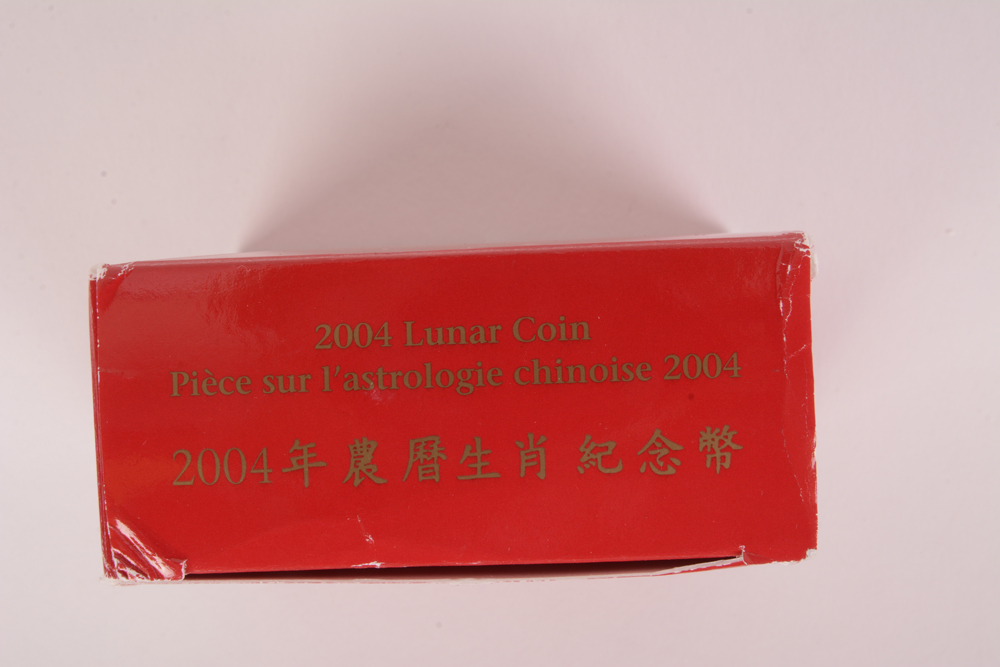 2004 Lunar Coin
Pièce sur l'astrologie chinoise 2004
2004年農曆生肖紀念幣